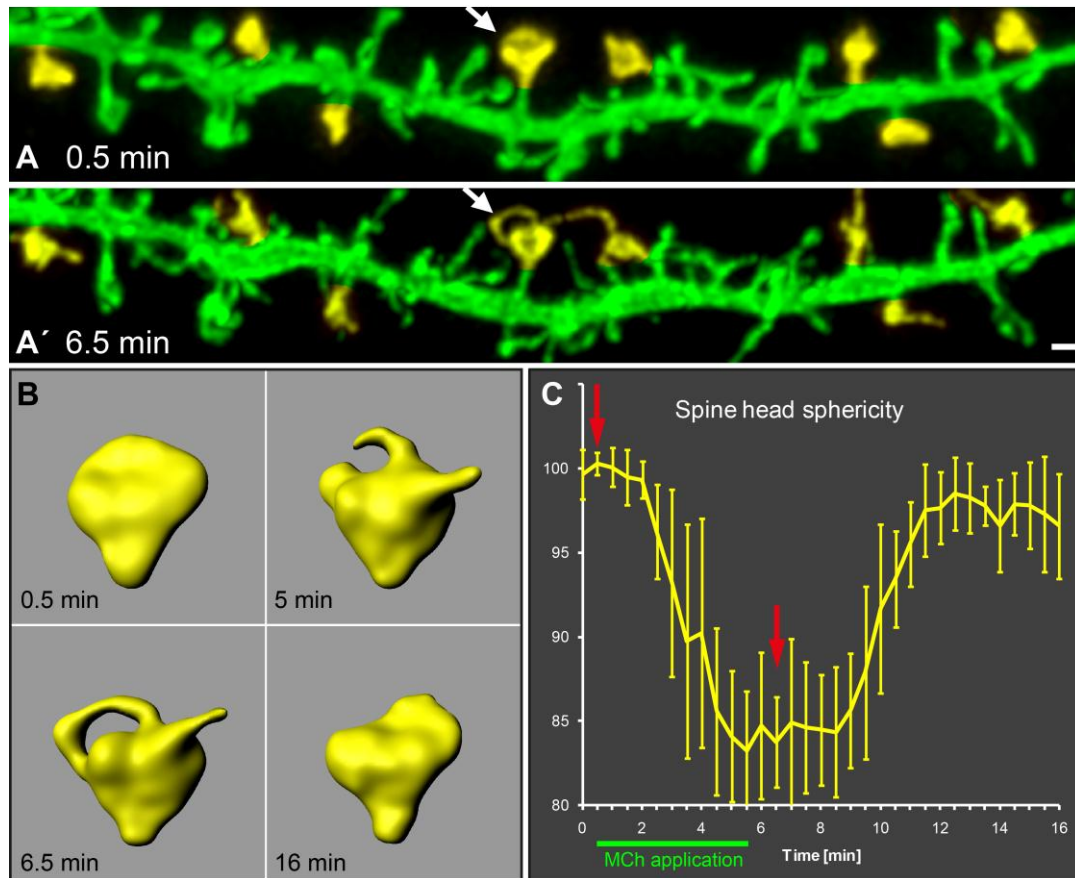 A 0.5 min
A´ 6.5 min
B
0.5 min
5 min
6.5 min
16 min
C
Spine head sphericity
100
95
90
85
80
0 2 4 6 8 10 12 14 16
MCh application
Time [min]